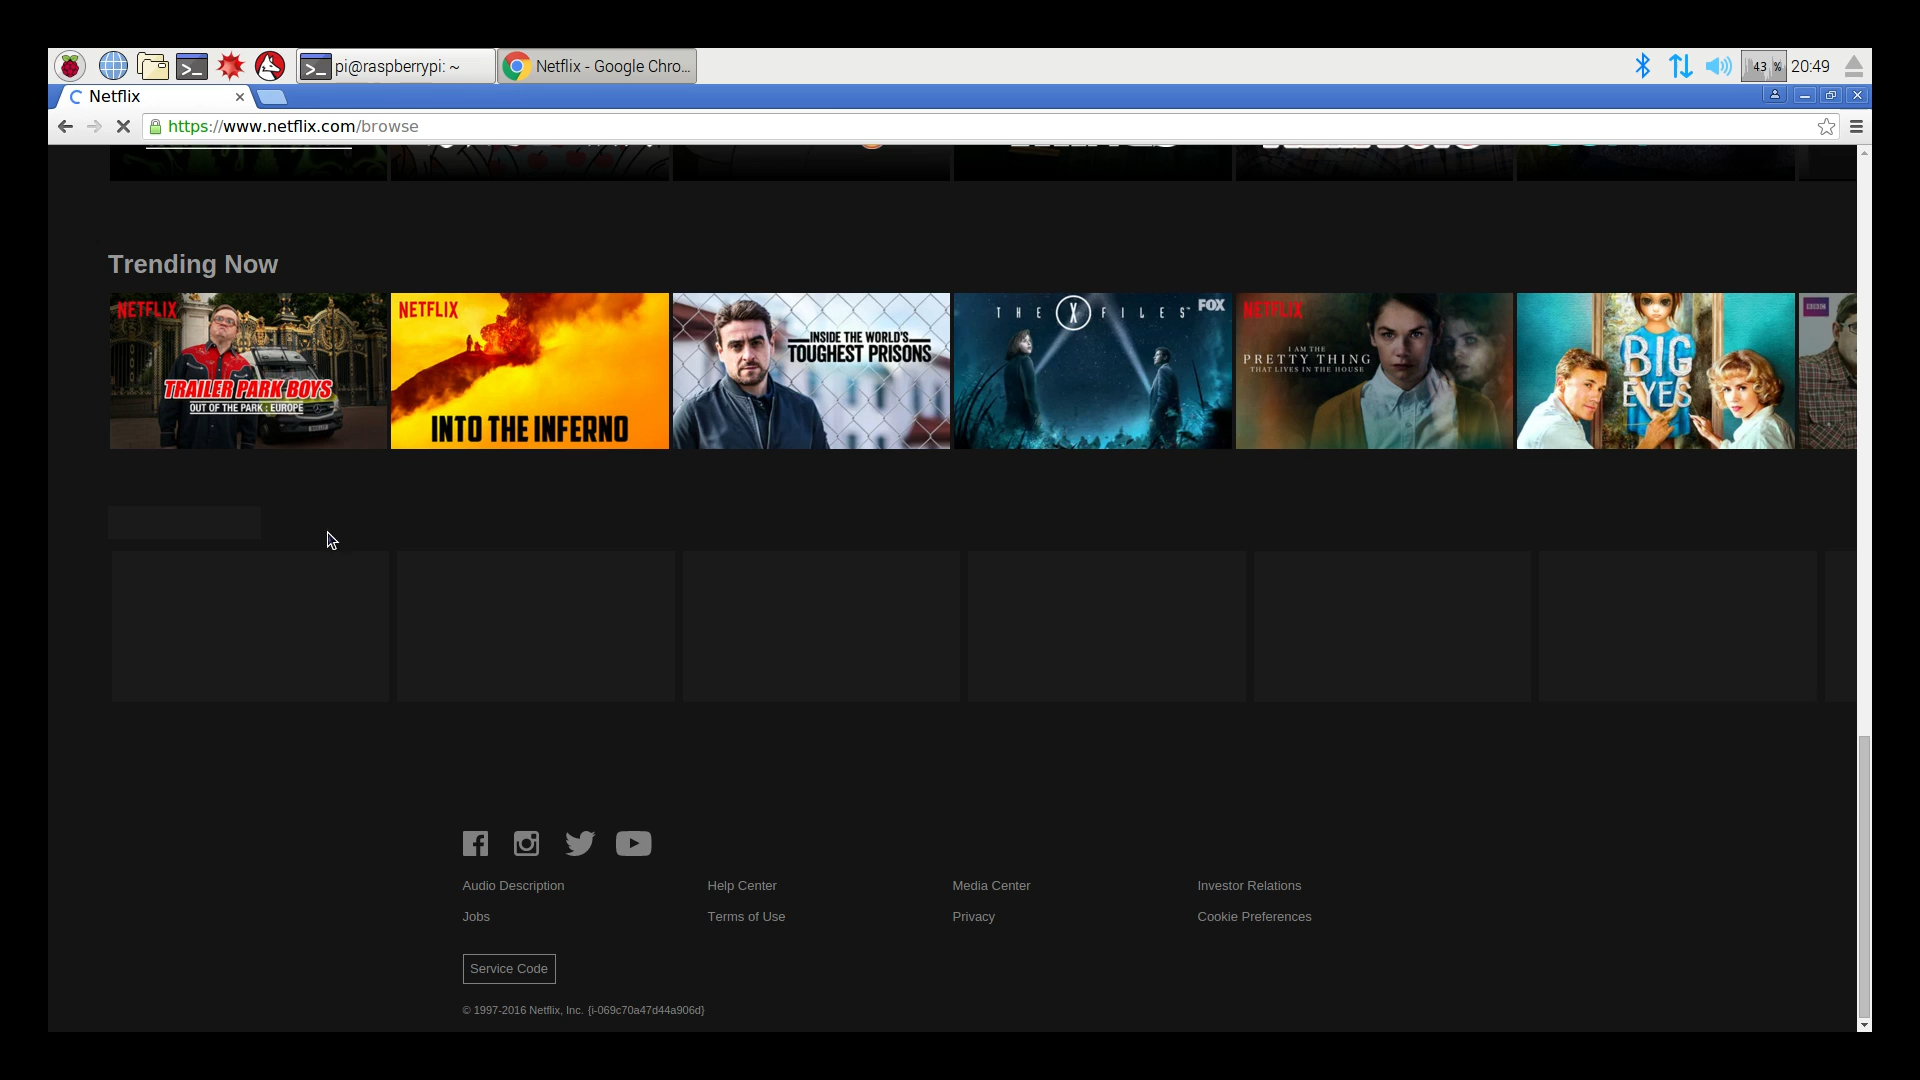 pi@raspberrypi: ~
Netflix - Google Chro...
43 %
20:49
Netflix
https://www.netflix.com/browse
Trending Now
NETFLIX
TRAILER PARK BOYS
OUT OF THE PARK : EUROPE
NETFLIX
INTO THE INFERNO
INSIDE THE WORLD'S
TOUGHEST PRISONS
THE X FILES
FOX
NETFLIX
I AM THE
PRETTY THING
THAT LIVES IN THE HOUSE
BIG
EYES
BBC
Audio Description
Help Center
Media Center
Investor Relations
Jobs
Terms of Use
Privacy
Cookie Preferences
Service Code
© 1997-2016 Netflix, Inc. {i-069c70a47d44a906d}